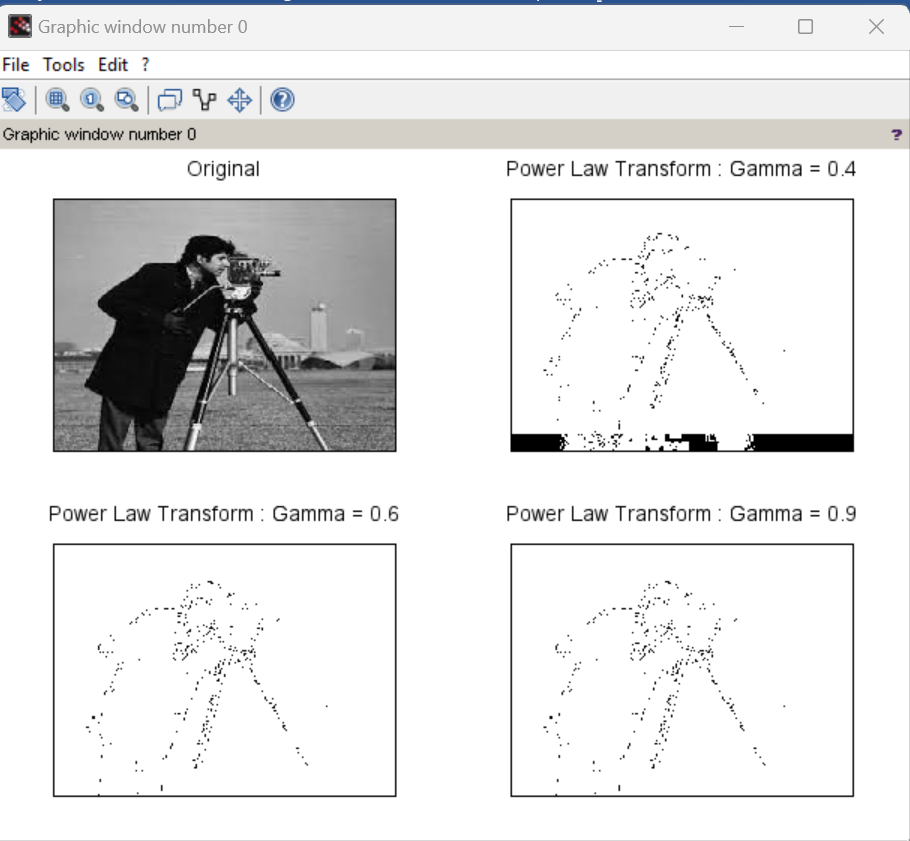 Graphic window number 0
File Tools Edit ?
Graphic window number 0 ?
Original
Power Law Transform : Gamma = 0.4
Power Law Transform : Gamma = 0.6
Power Law Transform : Gamma = 0.9